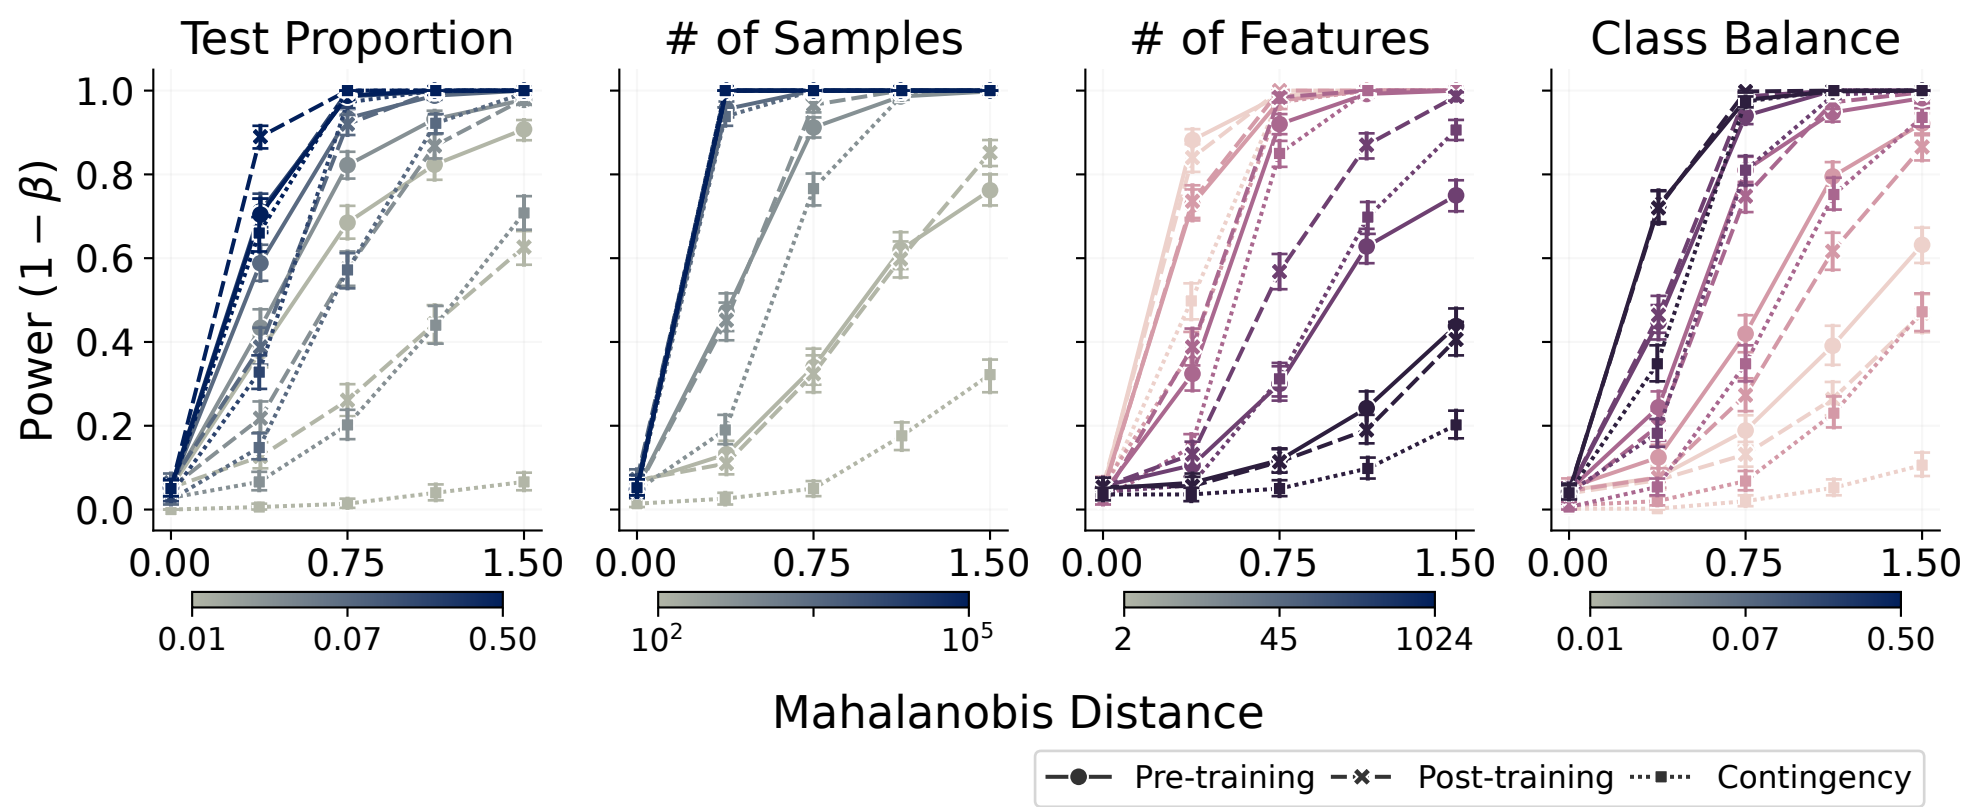 Test Proportion # of Samples # of Features Class Balance
Power (1 − β)
1.0
0.8
0.6
0.4
0.2
0.0
0.00 0.75 1.50 0.00 0.75 1.50 0.00 0.75 1.50 0.00 0.75 1.50
0.01 0.07 0.50 10² 10⁵ 2 45 1024 0.01 0.07 0.50
Mahalanobis Distance
Pre-training Post-training Contingency